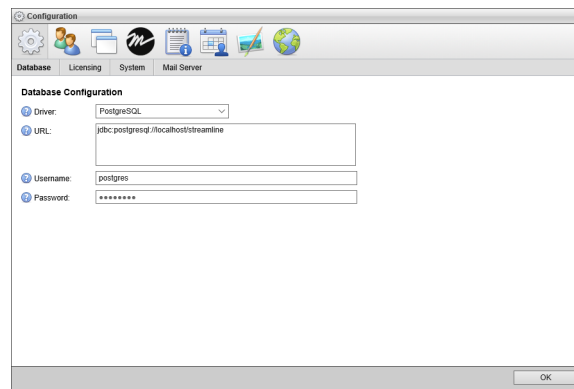 Configuration
Database Licensing System Mail Server
Database Configuration
Driver: PostgreSQL
URL: jdbc:postgresql://localhost/streamline
Username: postgres
Password: ••••••••
OK